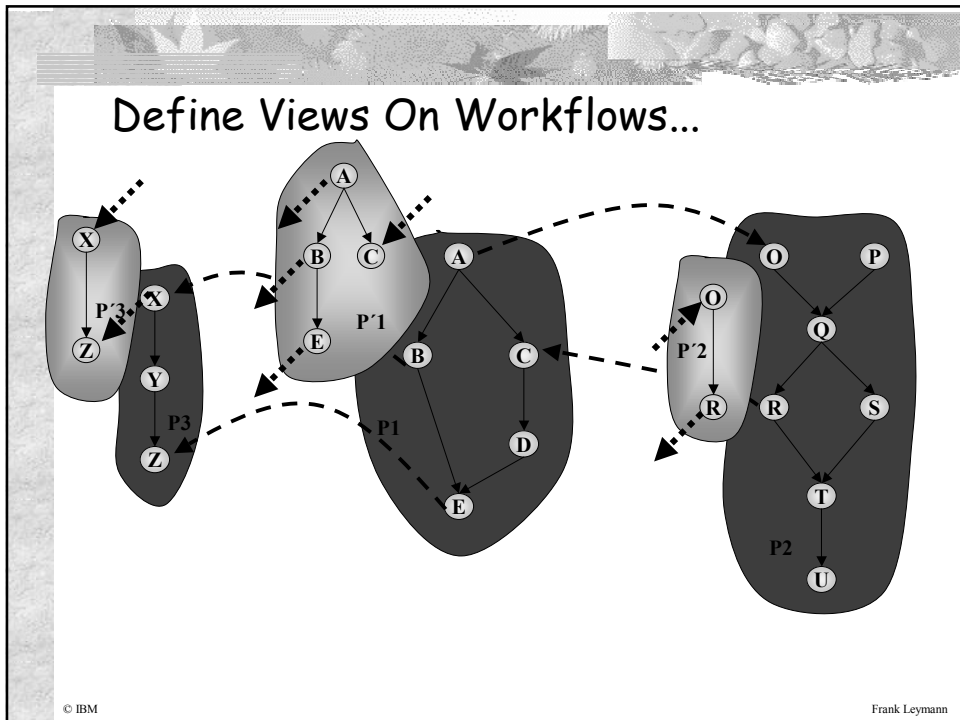 Define Views On Workflows...
X
P´3
Z
X
Y
P3
Z
A
B
C
E
P´1
A
B
C
P1
D
E
O
P´2
R
O
P
Q
R
S
T
P2
U
© IBM
Frank Leymann